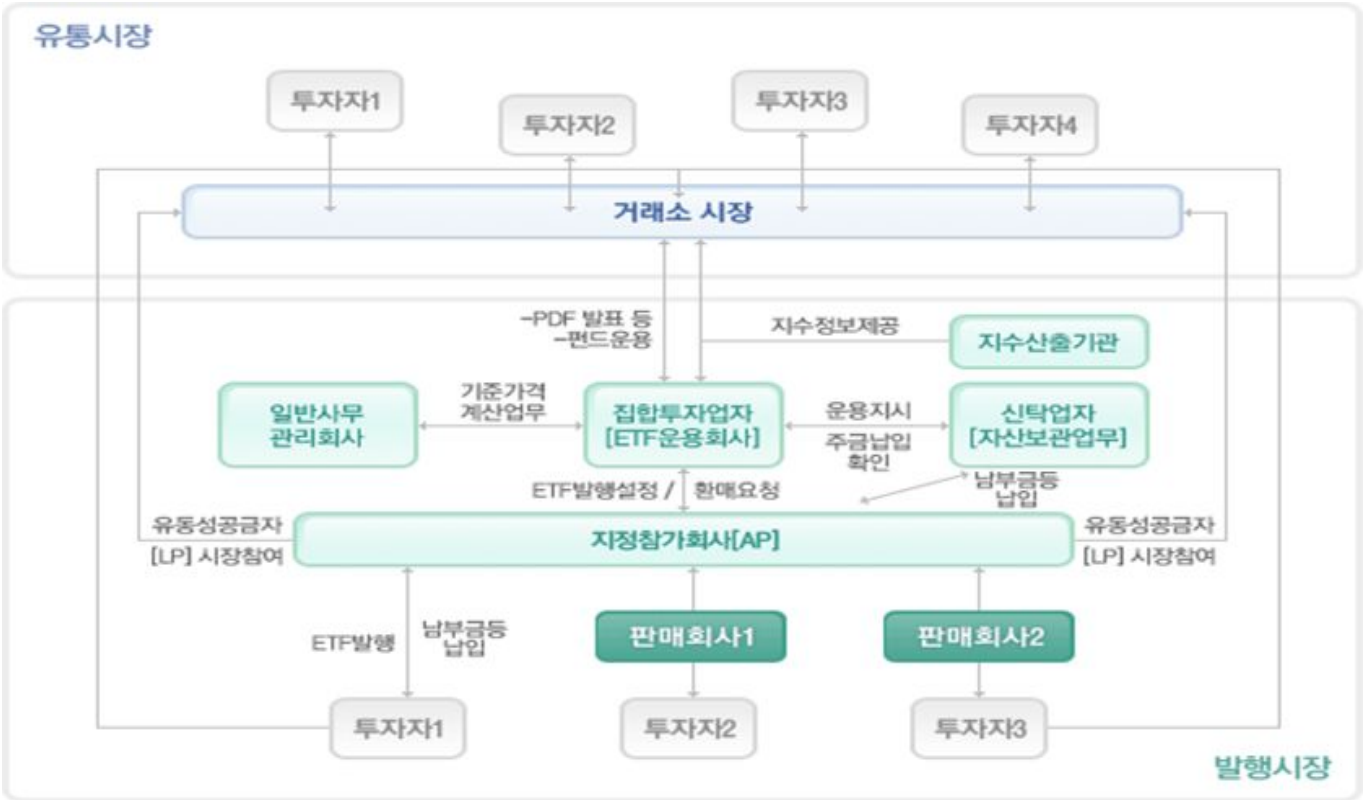 유통시장
투자자1
투자자2
투자자3
투자자4
거래소 시장
-PDF 발표 등
-펀드운용
지수정보제공
지수산출기관
일반사무
관리회사
기준가격
계산업무
집합투자업자
[ETF운용회사]
운용지시
주금납입
확인
신탁업자
[자산보관업무]
ETF발행설정 / 환매요청
남부금등
납입
유동성공금자
[LP] 시장참여
지정참가회사[AP]
유동성공금자
[LP] 시장참여
ETF발행
남부금등
납입
판매회사1
판매회사2
투자자1
투자자2
투자자3
발행시장